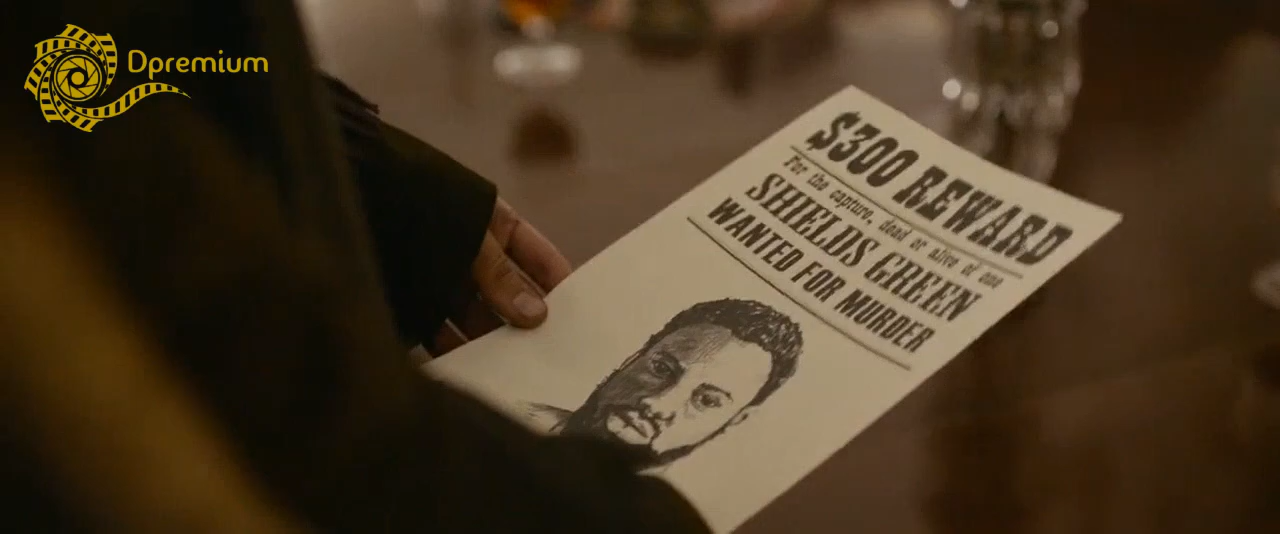 Dpremium
$300 REWARD
For the capture, dead or alive of one
SHIELDS GREEN
WANTED FOR MURDER